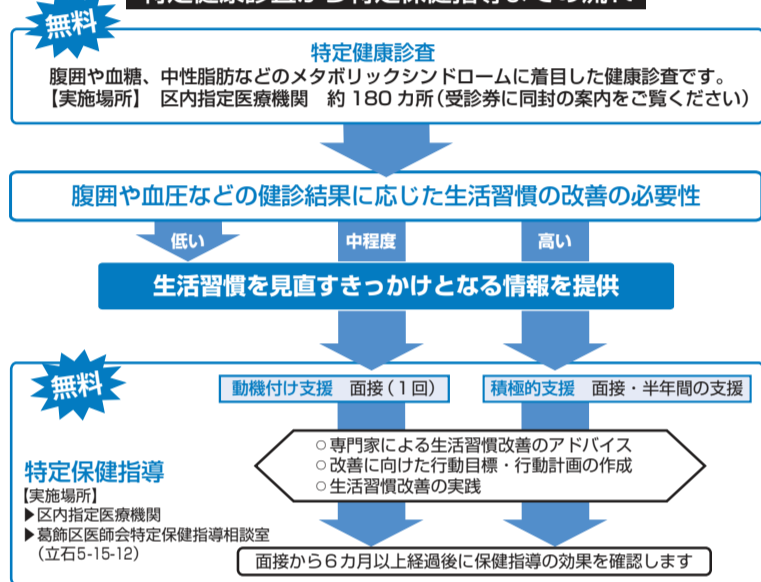 無料
特定健康診査
腹囲や血糖、中性脂肪などのメタボリックシンドロームに着目した健康診査です。
【実施場所】 区内指定医療機関 約180カ所(受診券に同封の案内をご覧ください)
腹囲や血圧などの健診結果に応じた生活習慣の改善の必要性
低い 中程度 高い
生活習慣を見直すきっかけとなる情報を提供
無料
動機付け支援 面接(1回) 積極的支援 面接・半年間の支援
○専門家による生活習慣改善のアドバイス
○改善に向けた行動目標・行動計画の作成
○生活習慣改善の実践
特定保健指導
【実施場所】
▶区内指定医療機関
▶葛飾区医師会特定保健指導相談室
(立石5-15-12)
面接から6カ月以上経過後に保健指導の効果を確認します